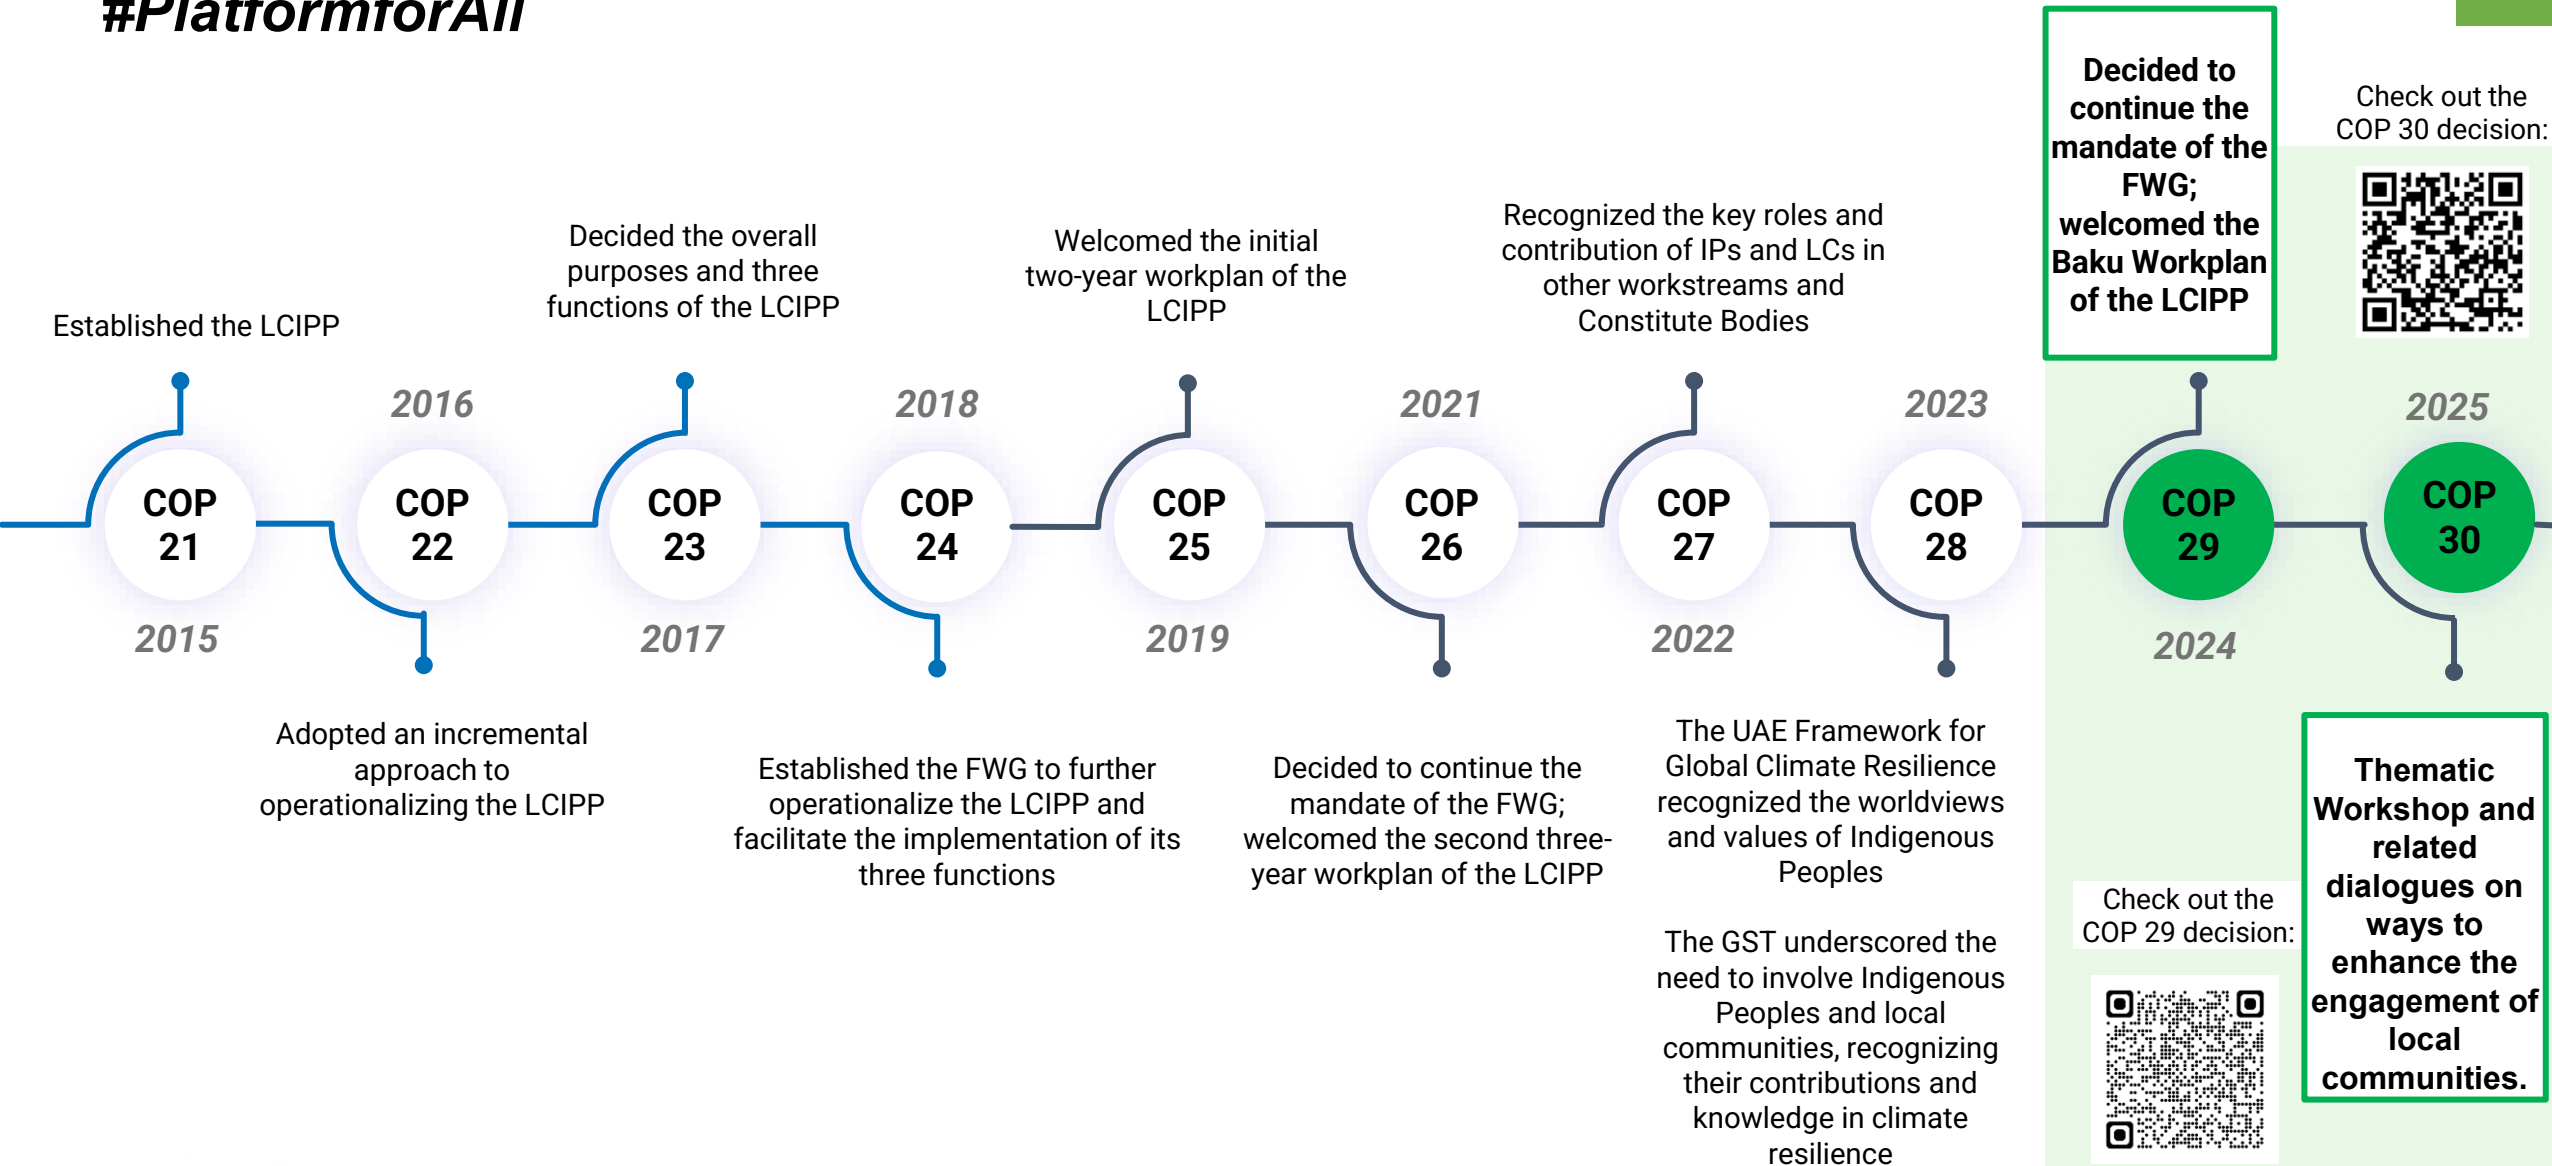 #PlatformforAll
Established the LCIPP
COP
21
2015
2016
COP
22
Adopted an incremental
approach to
operationalizing the LCIPP
Decided the overall
purposes and three
functions of the LCIPP
COP
23
2017
2018
COP
24
Established the FWG to further
operationalize the LCIPP and
facilitate the implementation of its
three functions
Welcomed the initial
two-year workplan of the
LCIPP
COP
25
2019
2021
COP
26
Decided to continue the
mandate of the FWG;
welcomed the second three-
year workplan of the LCIPP
Recognized the key roles and
contribution of IPs and LCs in
other workstreams and
Constitute Bodies
COP
27
2022
2023
COP
28
The UAE Framework for
Global Climate Resilience
recognized the worldviews
and values of Indigenous
Peoples
The GST underscored the
need to involve Indigenous
Peoples and local
communities, recognizing
their contributions and
knowledge in climate
resilience
Decided to
continue the
mandate of the
FWG;
welcomed the
Baku Workplan
of the LCIPP
COP
29
2024
Check out the
COP 29 decision:
Check out the
COP 30 decision:
2025
COP
30
Thematic
Workshop and
related
dialogues on
ways to
enhance the
engagement of
local
communities.